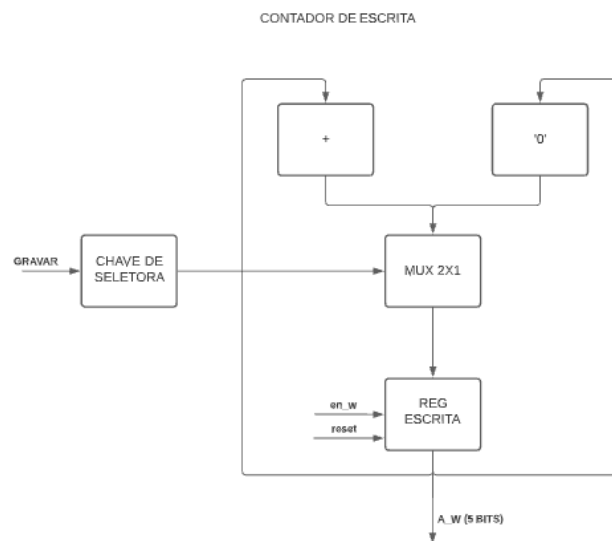 CONTADOR DE ESCRITA
+
'0'
GRAVAR
CHAVE DE
SELETORA
MUX 2X1
en_w
reset
REG
ESCRITA
A_W (5 BITS)